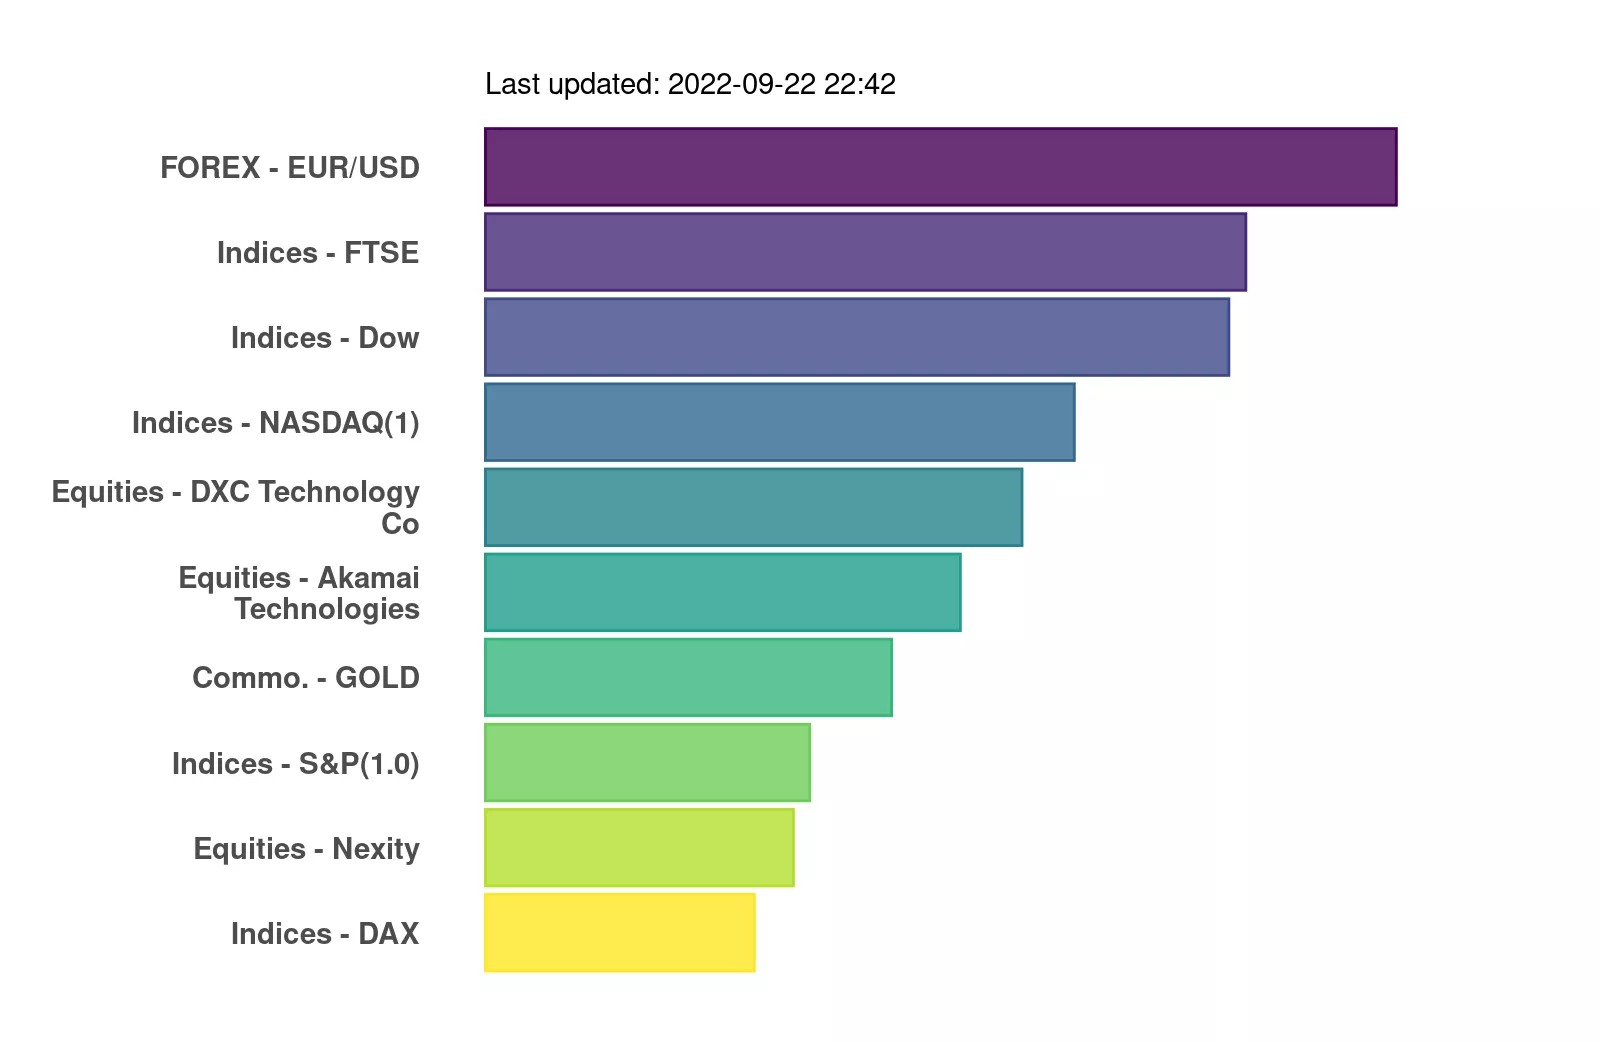 Last updated: 2022-09-22 22:42
FOREX - EUR/USD
Indices - FTSE
Indices - Dow
Indices - NASDAQ(1)
Equities - DXC Technology
Co
Equities - Akamai
Technologies
Commo. - GOLD
Indices - S&P(1.0)
Equities - Nexity
Indices - DAX